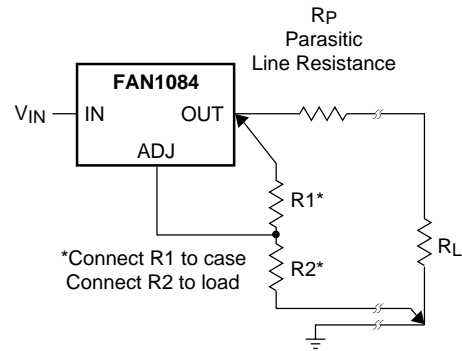 RP
Parasitic
Line Resistance
FAN1084
VIN
IN
OUT
ADJ
R1*
*Connect R1 to case
Connect R2 to load
R2*
RL